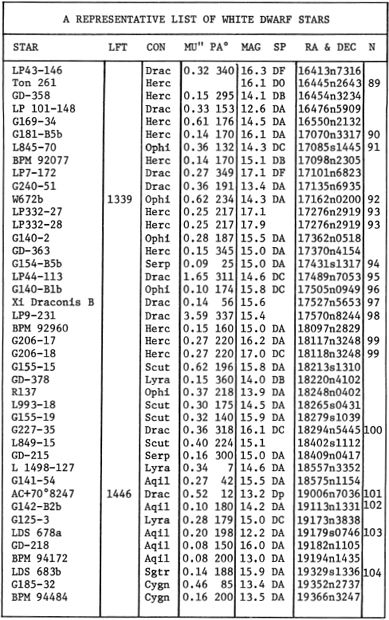 A REPRESENTATIVE LIST OF WHITE DWARF STARS
STAR LFT CON MU" PA° MAG SP RA & DEC N
LP43-146 Drac 0.32 340 16.3 DF 16413n7316
Ton 261 Herc 16.1 DO 16445n2643 89
GD-358 Herc 0.15 295 14.1 DB 16454n3234
LP 101-148 Drac 0.33 153 12.6 DA 16476n5909
G169-34 Herc 0.61 176 14.5 DA 16550n2132
G181-B5b Herc 0.14 170 16.1 DA 17070n3317 90
L845-70 Ophi 0.36 132 14.3 DC 17085s1445 91
BPM 92077 Herc 0.14 170 15.1 DB 17098n2305
LP7-172 Drac 0.27 349 17.1 DF 17101n6823
G240-51 Drac 0.36 191 13.4 DA 17135n6935
W672b 1339 Ophi 0.62 234 14.3 DA 17162n0200 92
LP332-27 Herc 0.25 217 17.1 17276n2919 93
LP332-28 Herc 0.25 217 17.9 17276n2919 93
G140-2 Ophi 0.28 187 15.5 DA 17362n0518
GD-363 Herc 0.15 345 15.0 DA 17370n4154
G154-B5b Serp 0.09 25 15.0 DA 17431s1317 94
LP44-113 Drac 1.65 311 14.6 DC 17489n7053 95
G140-B1b Ophi 0.10 174 15.8 DC 17505n0949 96
Xi Draconis B Drac 0.14 56 15.6 17527n5653 97
LP9-231 Drac 3.59 337 15.4 17570n8244 98
BPM 92960 Herc 0.15 160 15.0 DA 18097n2829
G206-17 Herc 0.27 220 16.2 DA 18117n3248 99
G206-18 Herc 0.27 220 17.0 DC 18118n3248 99
G155-15 Scut 0.62 196 15.8 DA 18213s1310
GD-378 Lyra 0.15 360 14.0 DB 18220n4102
R137 Ophi 0.37 218 13.9 DA 18248n0402
L993-18 Scut 0.30 175 14.5 DA 18265s0431
G155-19 Scut 0.32 140 15.9 DA 18279s1039
G227-35 Drac 0.36 318 16.1 DC 18294n5445 100
L849-15 Scut 0.40 224 15.1 18402s1112
GD-215 Serp 0.16 300 15.0 DA 18409n0417
L 1498-127 Lyra 0.34 7 14.6 DA 18557n3352
G141-54 Aqil 0.27 42 15.5 DA 18575n1154
AC+70°8247 1446 Drac 0.52 12 13.2 Dp 19006n7036 101
G142-B2b Aqil 0.10 180 14.2 DA 19113n1331 102
G125-3 Lyra 0.28 179 15.0 DC 19173n3838
LDS 678a Aqil 0.20 198 12.2 DA 19179s0746 103
GD-218 Aqil 0.08 150 16.0 DA 19182n1105
BPM 94172 Aqil 0.08 200 13.0 DA 19194n1435
LDS 683b Sgtr 0.14 188 15.9 DA 19329s1336 104
G185-32 Cygn 0.46 85 13.4 DA 19352n2737
BPM 94484 Cygn 0.16 200 13.5 DA 19366n3247